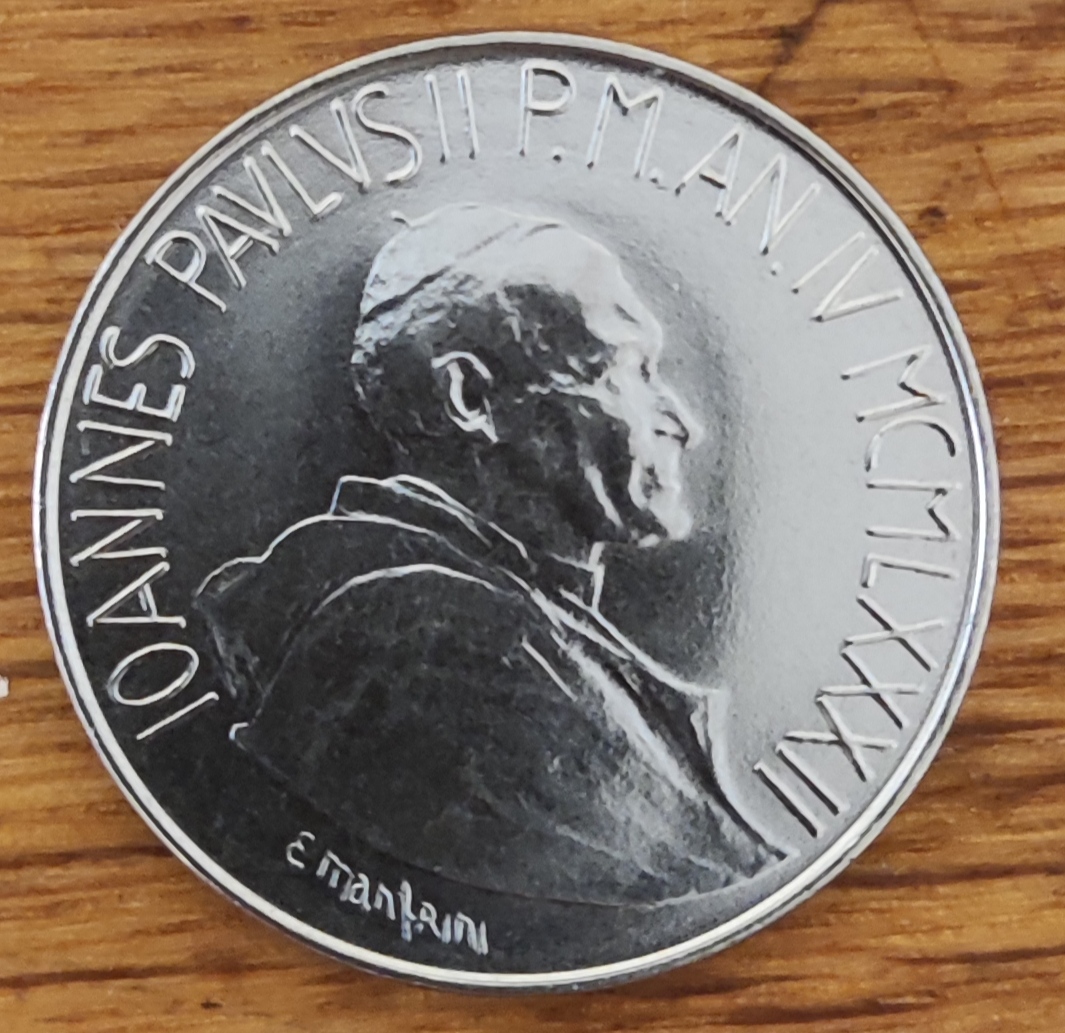 IOANNES PAVLVS II P.M. AN. IV MCMLXXXII
E MANFRINI